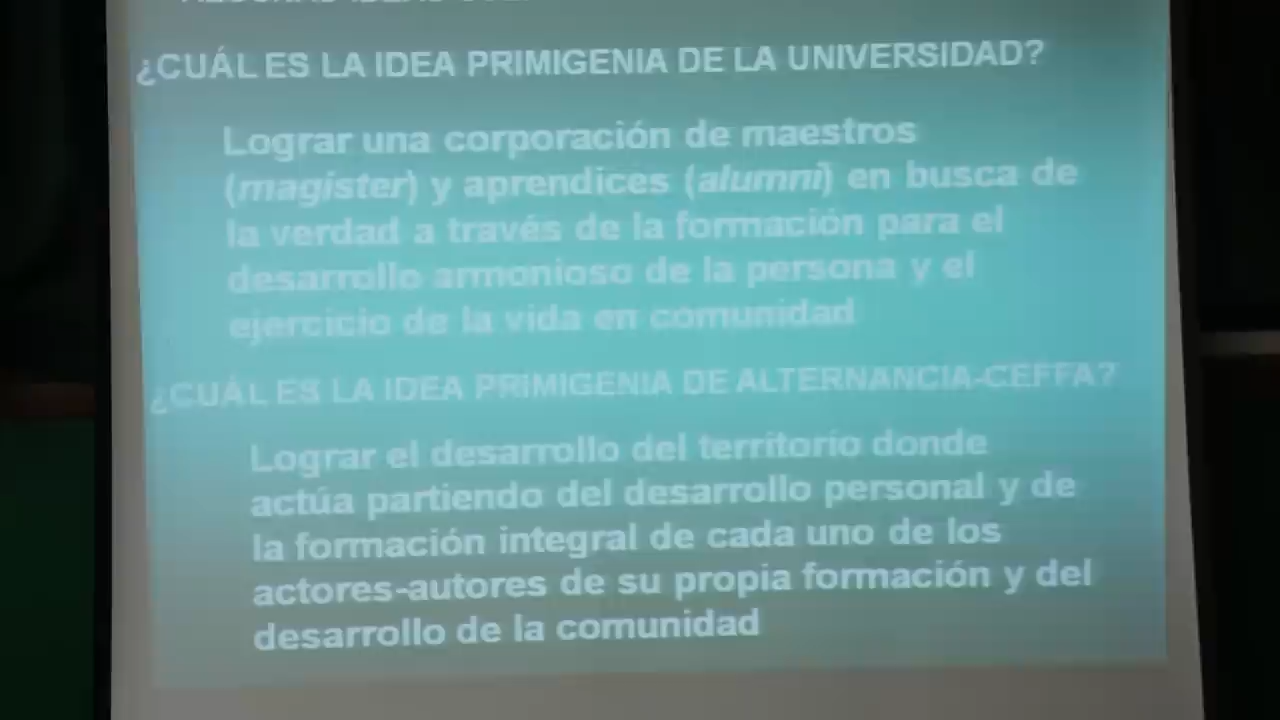 ¿CUÁL ES LA IDEA PRIMIGENIA DE LA UNIVERSIDAD?
Lograr una corporación de maestros
(magister) y aprendices (alumni) en busca de
la verdad a través de la formación para el
desarrollo armonioso de la persona y el
ejercicio de la vida en comunidad
¿CUÁL ES LA IDEA PRIMIGENIA DE ALTERNANCIA-CEFFA?
Lograr el desarrollo del territorio donde
actúa partiendo del desarrollo personal y de
la formación integral de cada uno de los
actores-autores de su propia formación y del
desarrollo de la comunidad